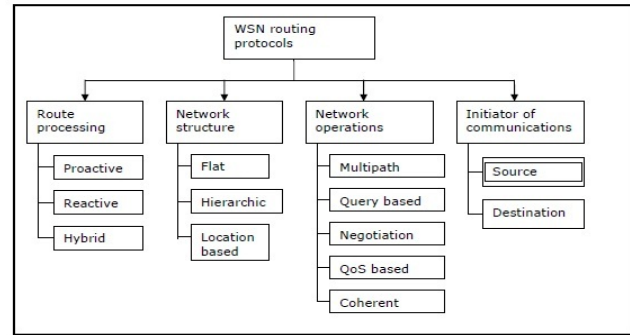 WSN routing
protocols
Route
processing
Network
structure
Network
operations
Initiator of
communications
Proactive
Reactive
Hybrid
Flat
Hierarchic
Location
based
Multipath
Query based
Negotiation
QoS based
Coherent
Source
Destination